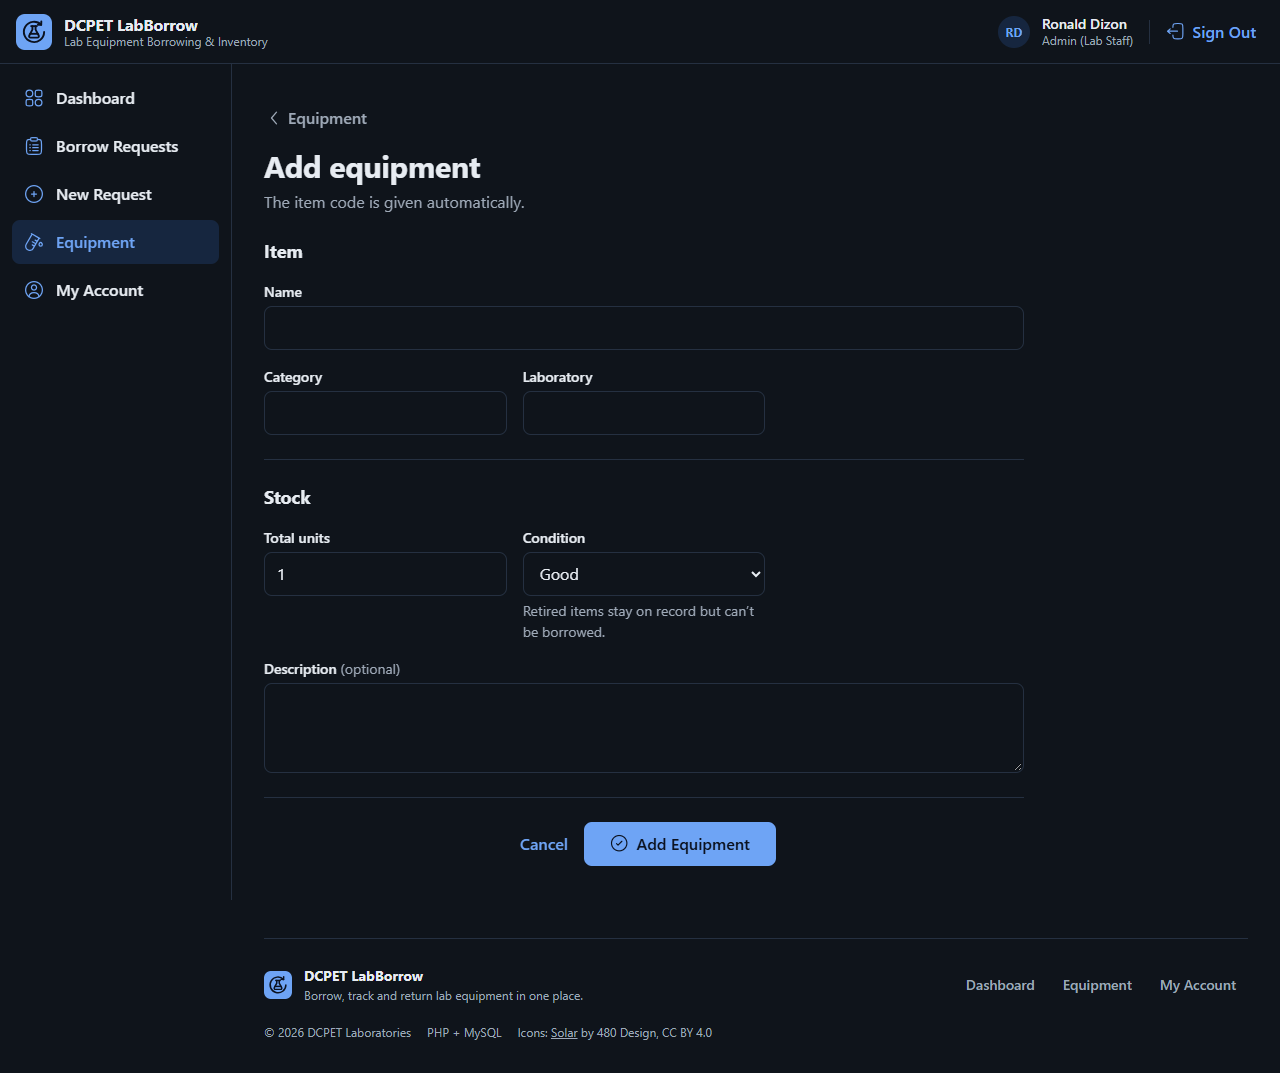 DCPET LabBorrow
Lab Equipment Borrowing & Inventory
RD
Ronald Dizon
Admin (Lab Staff)
Sign Out
Dashboard
Borrow Requests
New Request
Equipment
My Account
Equipment
Add equipment
The item code is given automatically.
Item
Name
Category
Laboratory
Stock
Total units
Condition
1
Good
Retired items stay on record but can't
be borrowed.
Description (optional)
Cancel
Add Equipment
DCPET LabBorrow
Borrow, track and return lab equipment in one place.
Dashboard
Equipment
My Account
© 2026 DCPET Laboratories
PHP + MySQL
Icons: Solar by 480 Design, CC BY 4.0